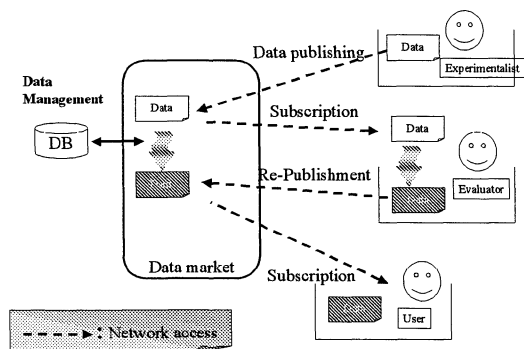 Data publishing
Data
Experimentalist
Data
Management
DB
Data
Subscription
Data
Re-Publishment
Evaluator
Data market
Subscription
User
: Network access